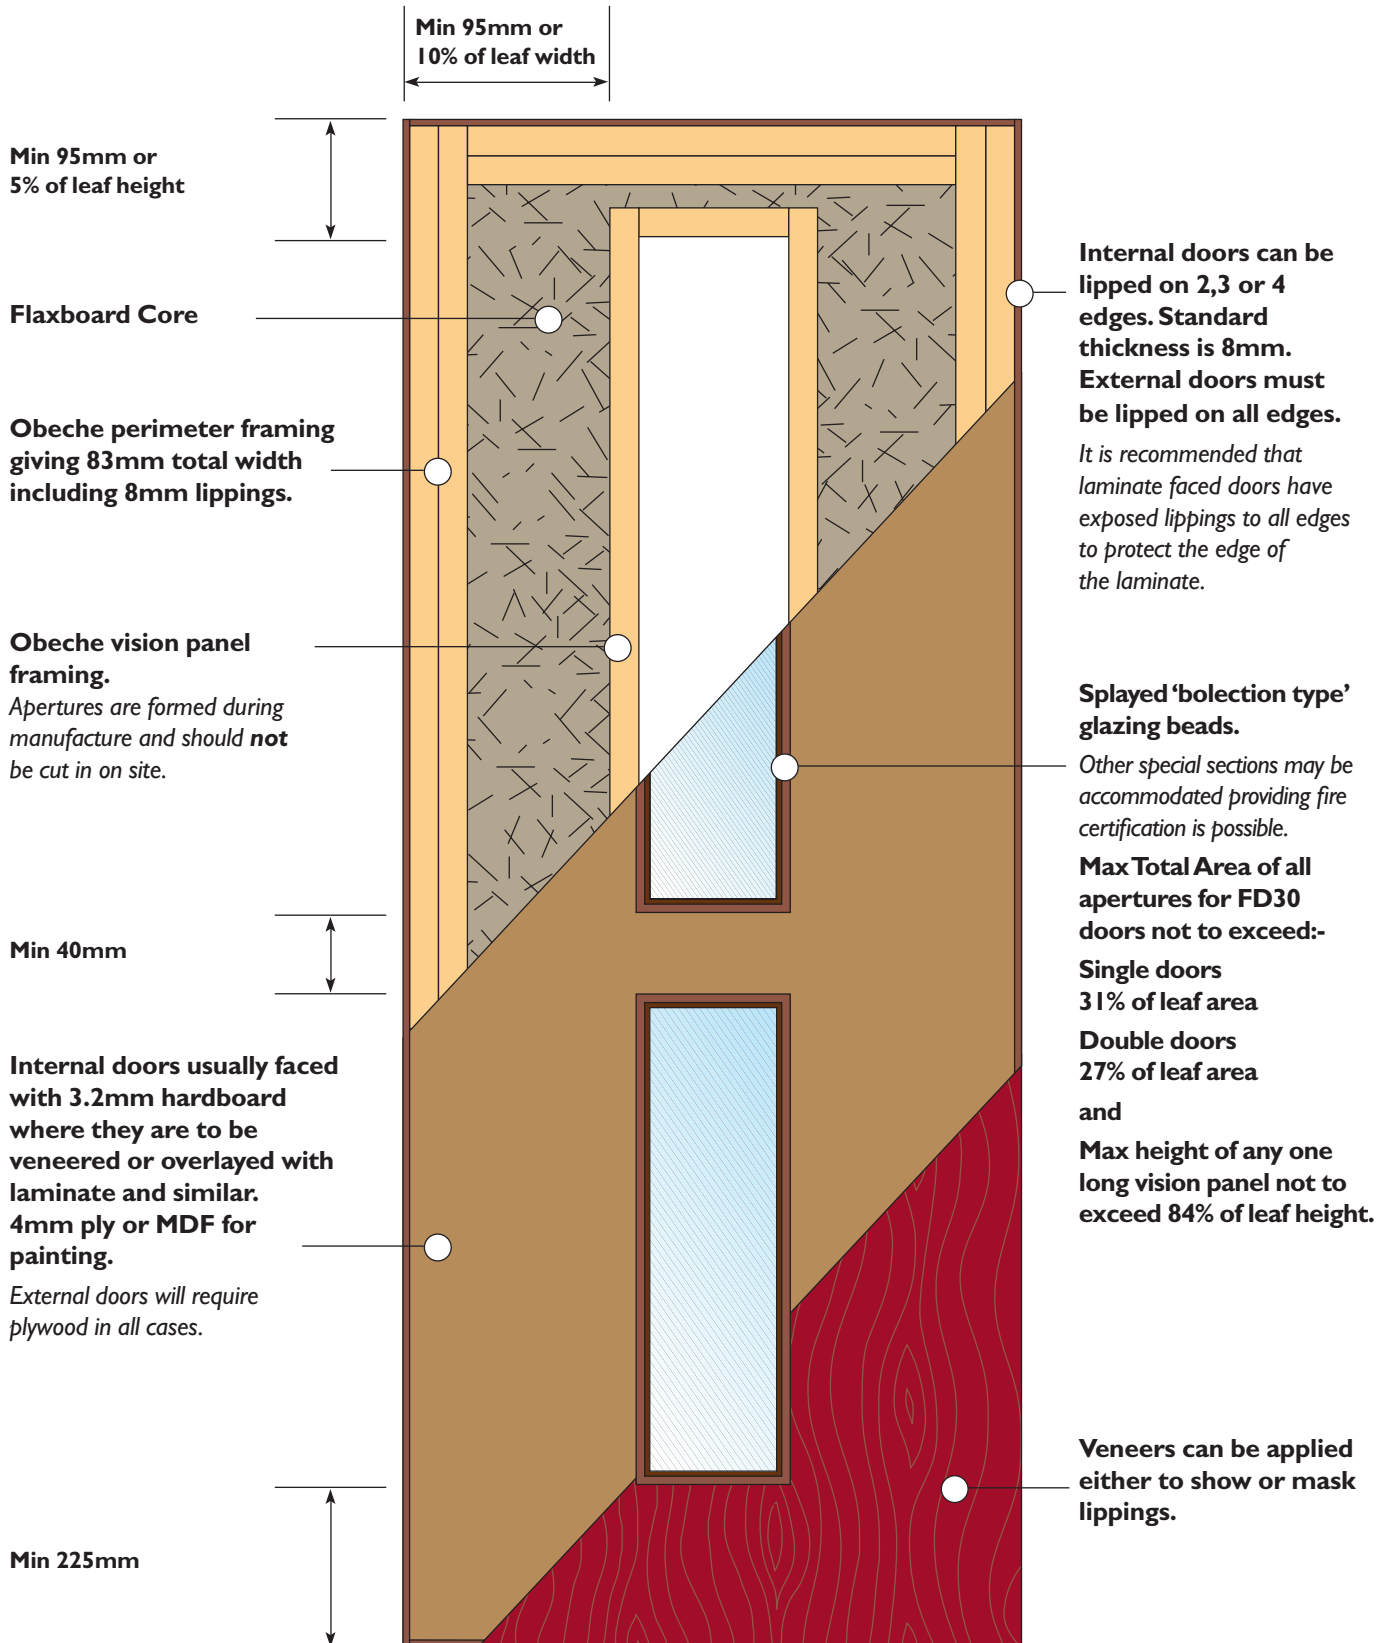 Min 95mm or
10% of leaf width
Min 95mm or
5% of leaf height
Flaxboard Core
Obeche perimeter framing
giving 83mm total width
including 8mm lippings.
Obeche vision panel
framing.
Apertures are formed during
manufacture and should not
be cut in on site.
Min 40mm
Internal doors usually faced
with 3.2mm hardboard
where they are to be
veneered or overlayed with
laminate and similar.
4mm ply or MDF for
painting.
External doors will require
plywood in all cases.
Min 225mm
Internal doors can be
lipped on 2,3 or 4
edges. Standard
thickness is 8mm.
External doors must
be lipped on all edges.
It is recommended that
laminate faced doors have
exposed lippings to all edges
to protect the edge of
the laminate.
Splayed ‘bolection type’
glazing beads.
Other special sections may be
accommodated providing fire
certification is possible.
Max Total Area of all
apertures for FD30
doors not to exceed:-
Single doors
31% of leaf area
Double doors
27% of leaf area
and
Max height of any one
long vision panel not to
exceed 84% of leaf height.
Veneers can be applied
either to show or mask
lippings.